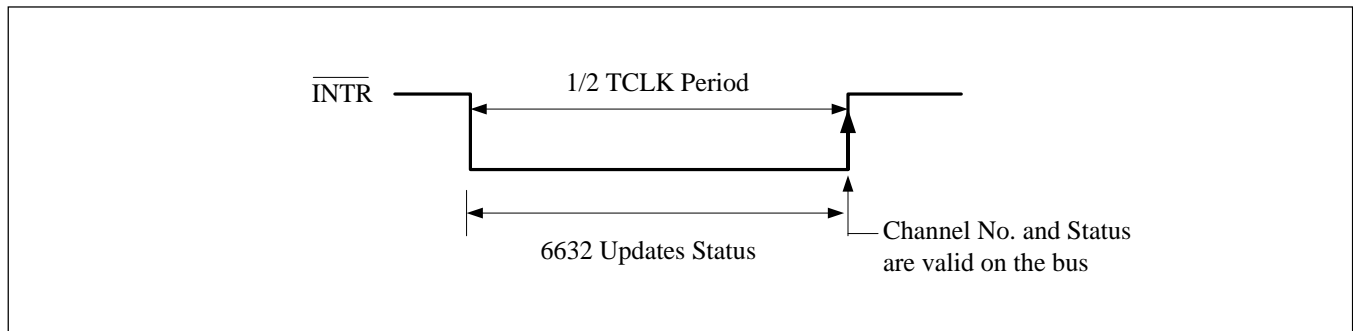 1/2 TCLK Period
INTR
6632 Updates Status
Channel No. and Status
are valid on the bus